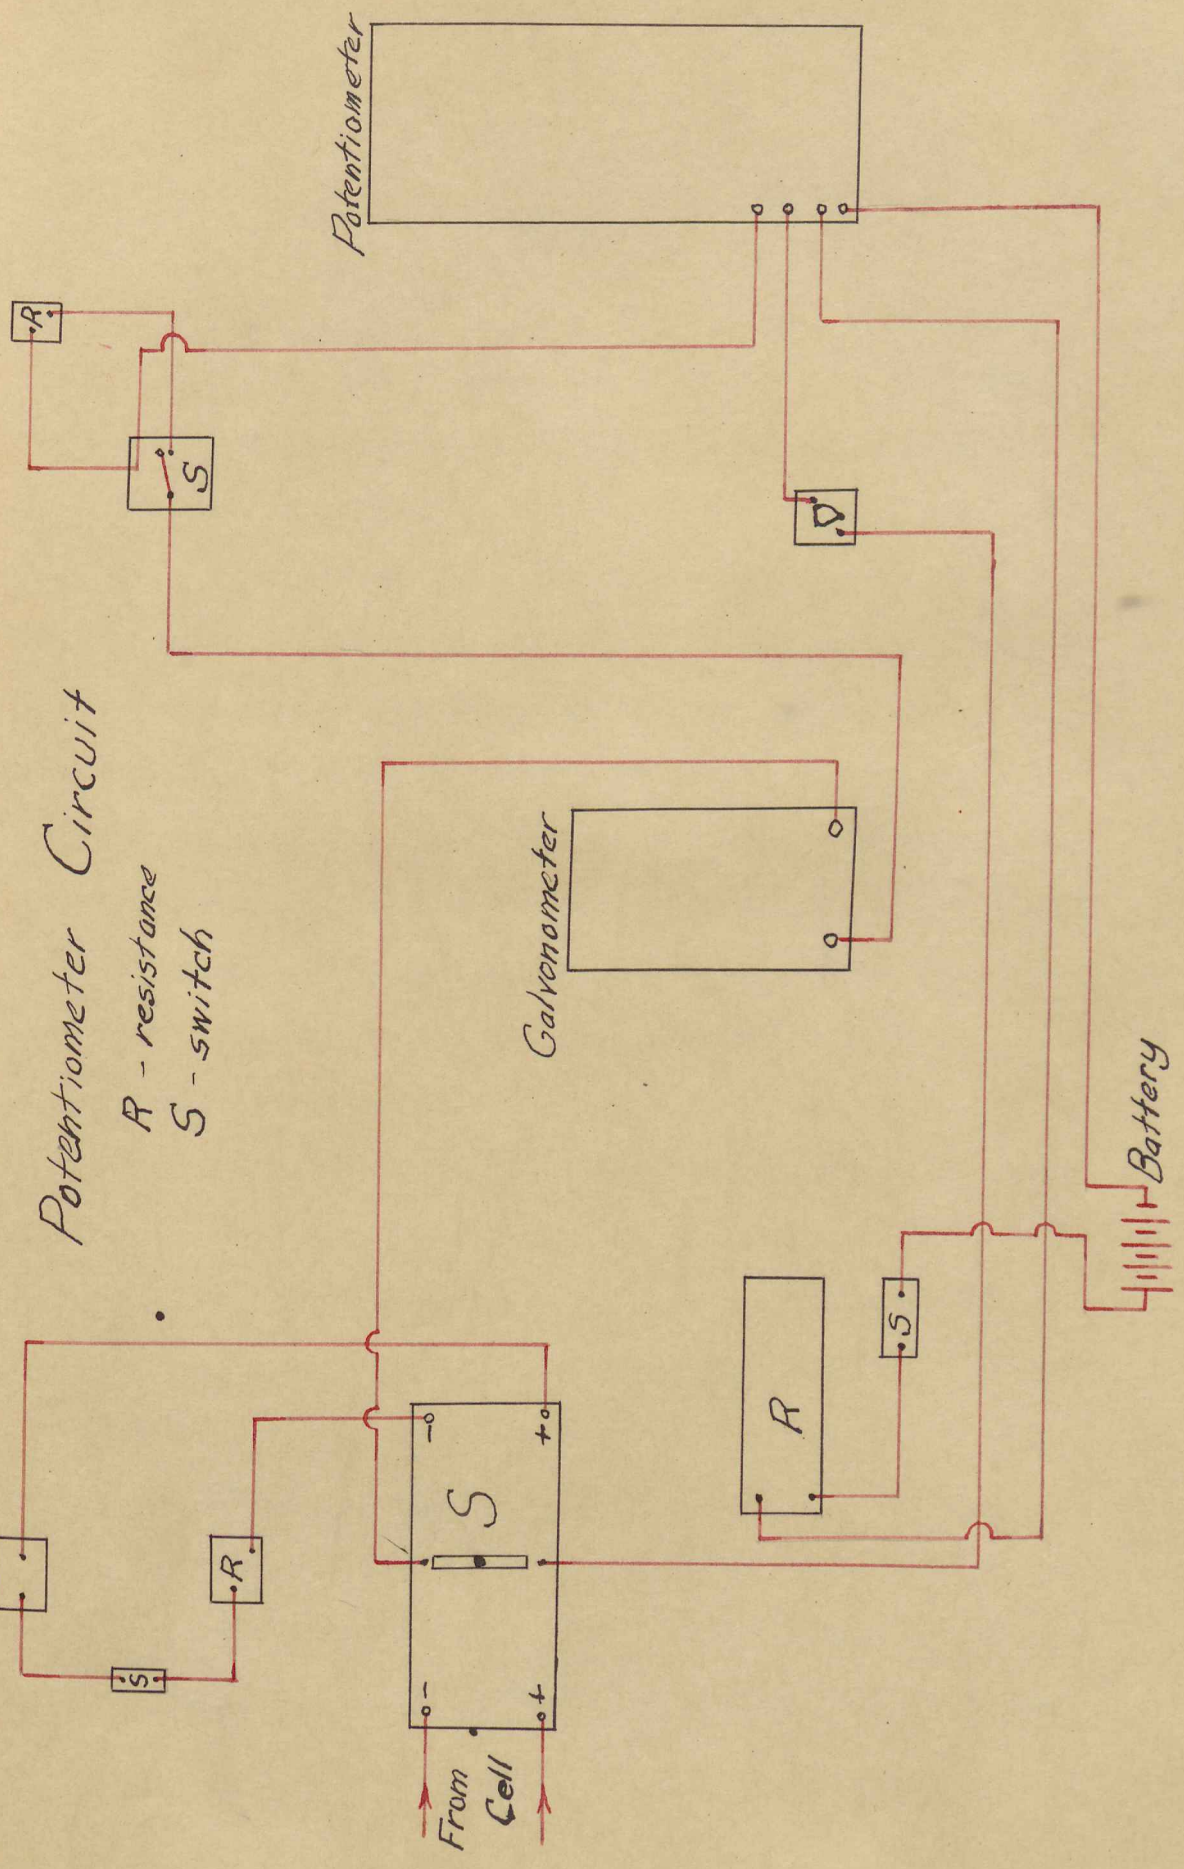 Potentiometer Circuit
R - resistance
S - switch
Potentiometer
R
S
Galvonometer
R
S
Battery
R
S
S
- -
+ +
From
Cell